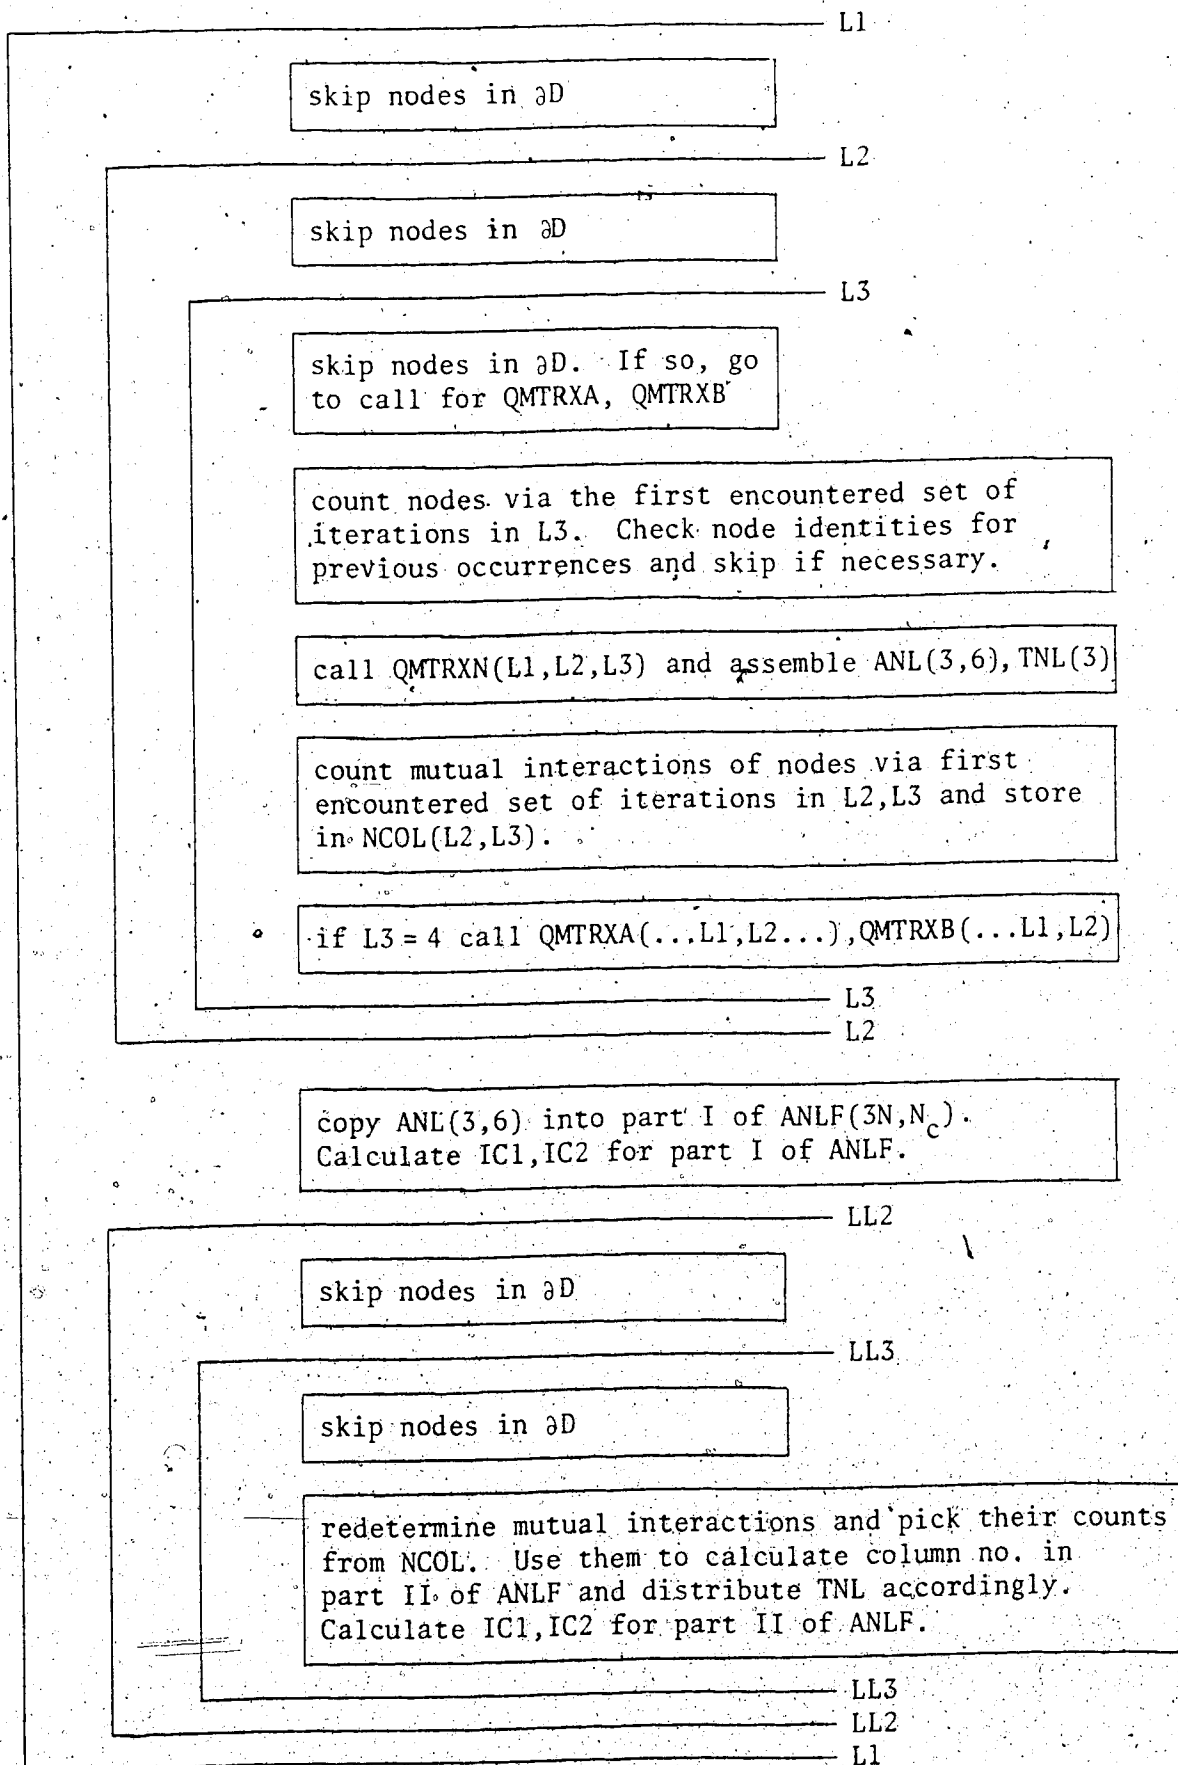 L1
skip nodes in ∂D
L2
skip nodes in ∂D
L3
skip nodes in ∂D. If so, go
to call for QMTRXA, QMTRXB
count nodes via the first encountered set of
iterations in L3. Check node identities for
previous occurrences and skip if necessary.
call QMTRXN(L1,L2,L3) and assemble ANL(3,6),TNL(3)
count mutual interactions of nodes via first
encountered set of iterations in L2,L3 and store
in NCOL(L2,L3).
if L3 = 4 call QMTRXA(...L1,L2...),QMTRXB(...L1,L2)
L3
L2
copy ANL(3,6) into part I of ANLF(3N,N_c).
Calculate IC1,IC2 for part I of ANLF.
LL2
skip nodes in ∂D
LL3
skip nodes in ∂D
redetermine mutual interactions and pick their counts
from NCOL. Use them to calculate column no. in
part II of ANLF and distribute TNL accordingly.
Calculate IC1,IC2 for part II of ANLF.
LL3
LL2
L1